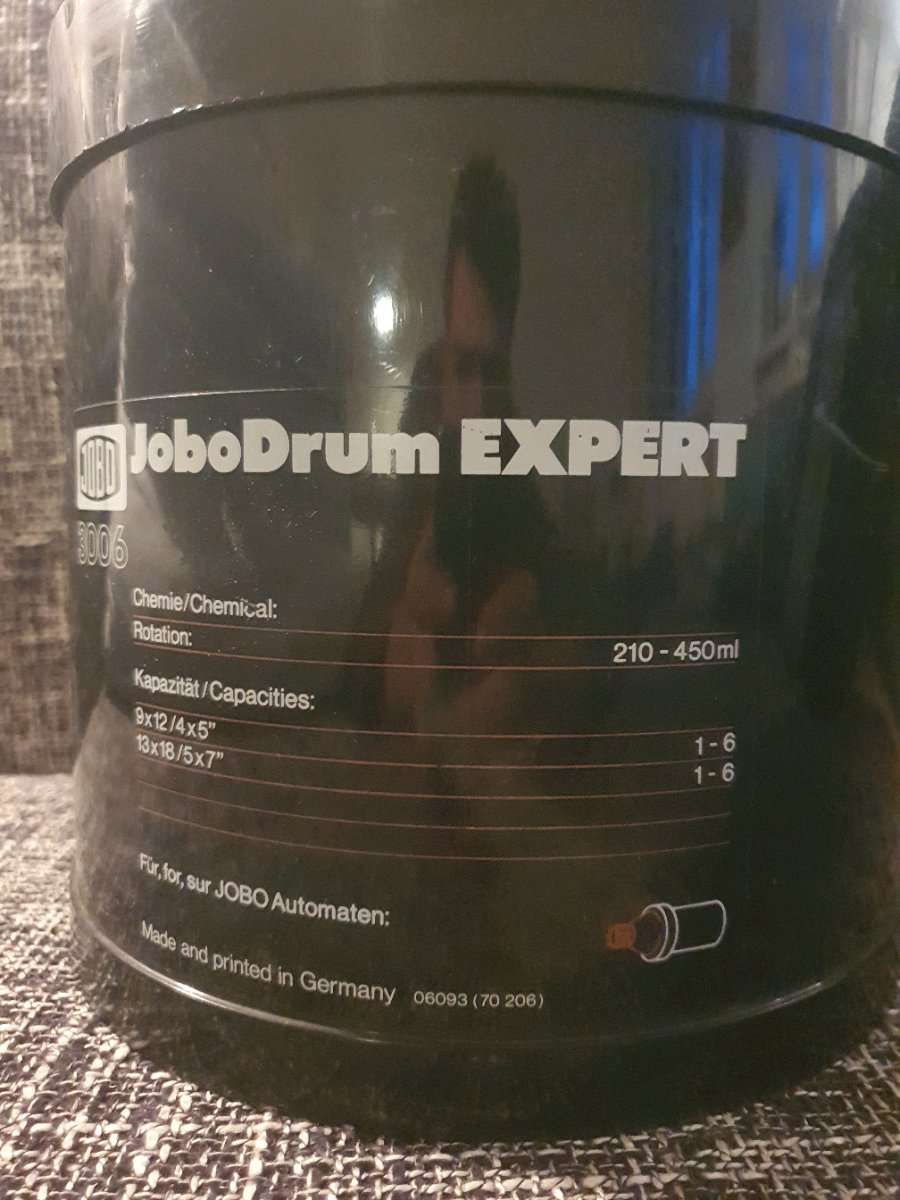 JOBO
JoboDrum EXPERT
3006
Chemie/Chemical:
Rotation: 210 - 450ml
Kapazität/Capacities:
9x12/4x5" 1 - 6
13x18/5x7" 1 - 6
Für, for, sur JOBO Automaten:
Made and printed in Germany 06093 (70 206)